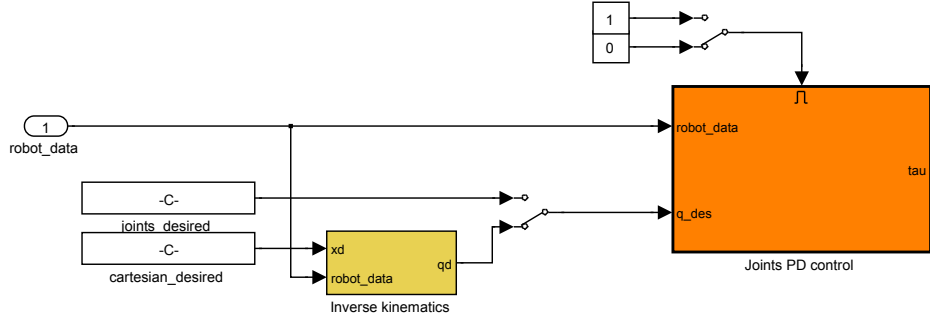 1
0
1
robot_data
robot_data
tau
-C-
joints_desired
q_des
-C-
cartesian_desired
xd
qd
robot_data
Inverse kinematics
Joints PD control